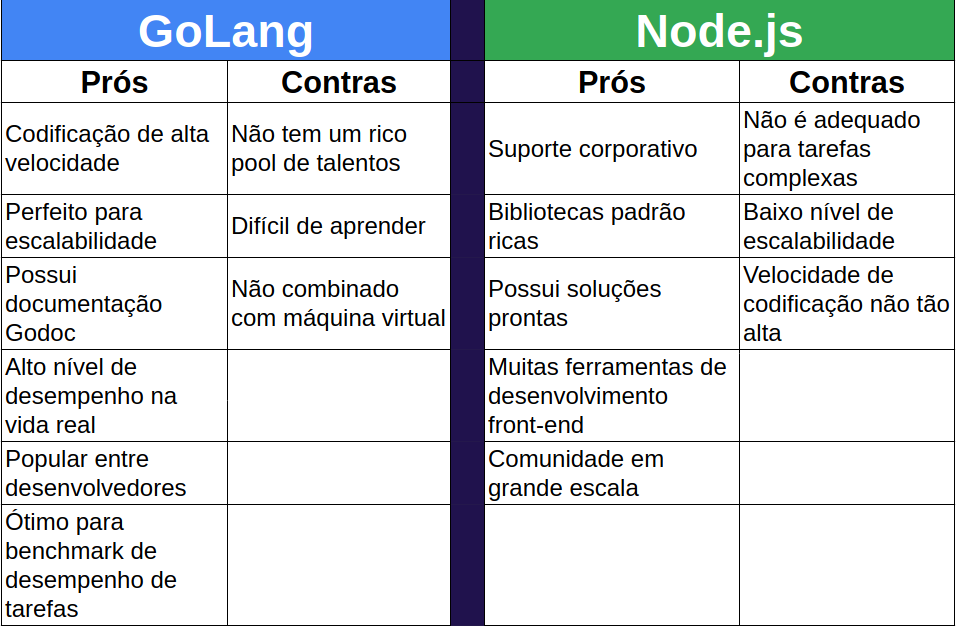 GoLang
Node.js
Prós
Contras
Prós
Contras
Codificação de alta
velocidade
Não tem um rico
pool de talentos
Suporte corporativo
Não é adequado
para tarefas
complexas
Perfeito para
escalabilidade
Difícil de aprender
Bibliotecas padrão
ricas
Baixo nível de
escalabilidade
Possui
documentação
Godoc
Não combinado
com máquina virtual
Possui soluções
prontas
Velocidade de
codificação não tão
alta
Alto nível de
desempenho na
vida real
Muitas ferramentas de
desenvolvimento
front-end
Popular entre
desenvolvedores
Comunidade em
grande escala
Ótimo para
benchmark de
desempenho de
tarefas